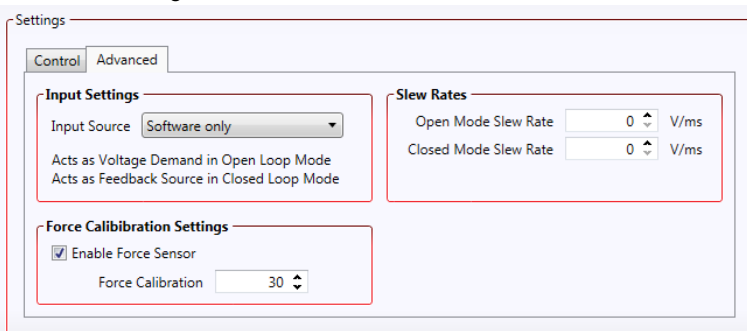 Settings
Control Advanced
Input Settings
Input Source Software only
Acts as Voltage Demand in Open Loop Mode
Acts as Feedback Source in Closed Loop Mode
Slew Rates
Open Mode Slew Rate 0 V/ms
Closed Mode Slew Rate 0 V/ms
Force Calibibration Settings
Enable Force Sensor
Force Calibration 30